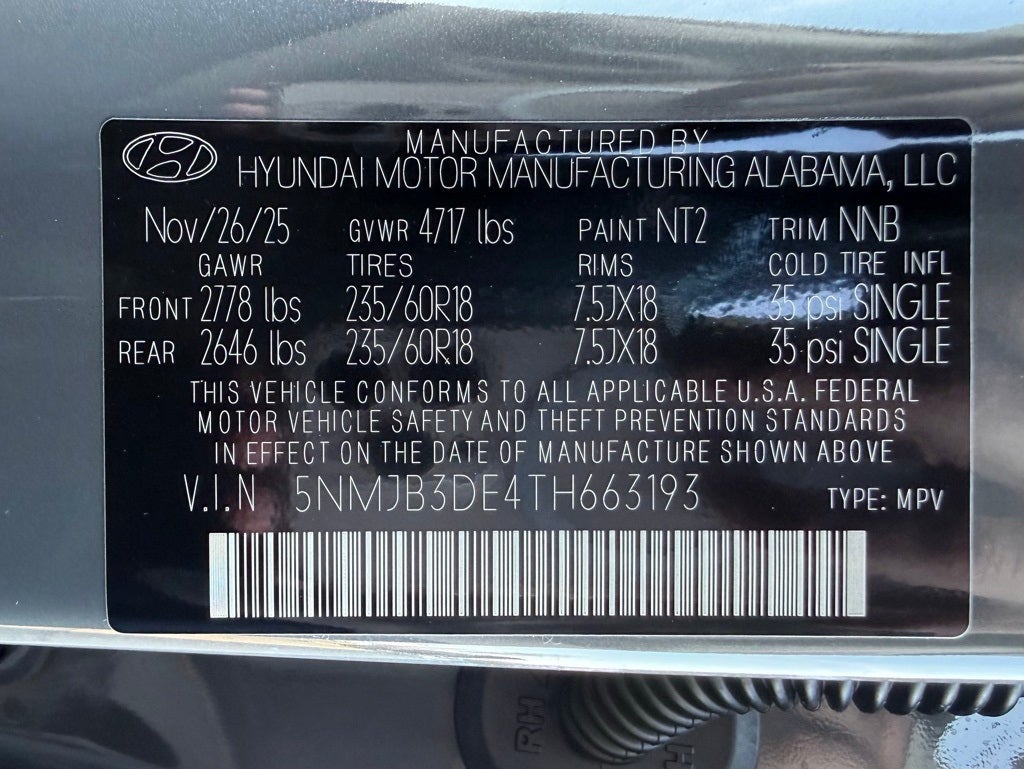 MANUFACTURED BY
HYUNDAI MOTOR MANUFACTURING ALABAMA, LLC
Nov/26/25 GVWR 4717 lbs PAINT NT2 TRIM NNB
GAWR TIRES RIMS COLD TIRE INFL
FRONT 2778 lbs 235/60R18 7.5JX18 35 psi SINGLE
REAR 2646 lbs 235/60R18 7.5JX18 35 psi SINGLE
THIS VEHICLE CONFORMS TO ALL APPLICABLE U.S.A. FEDERAL
MOTOR VEHICLE SAFETY AND THEFT PREVENTION STANDARDS
IN EFFECT ON THE DATE OF MANUFACTURE SHOWN ABOVE
V.I.N 5NMJB3DE4TH663193 TYPE: MPV
RH